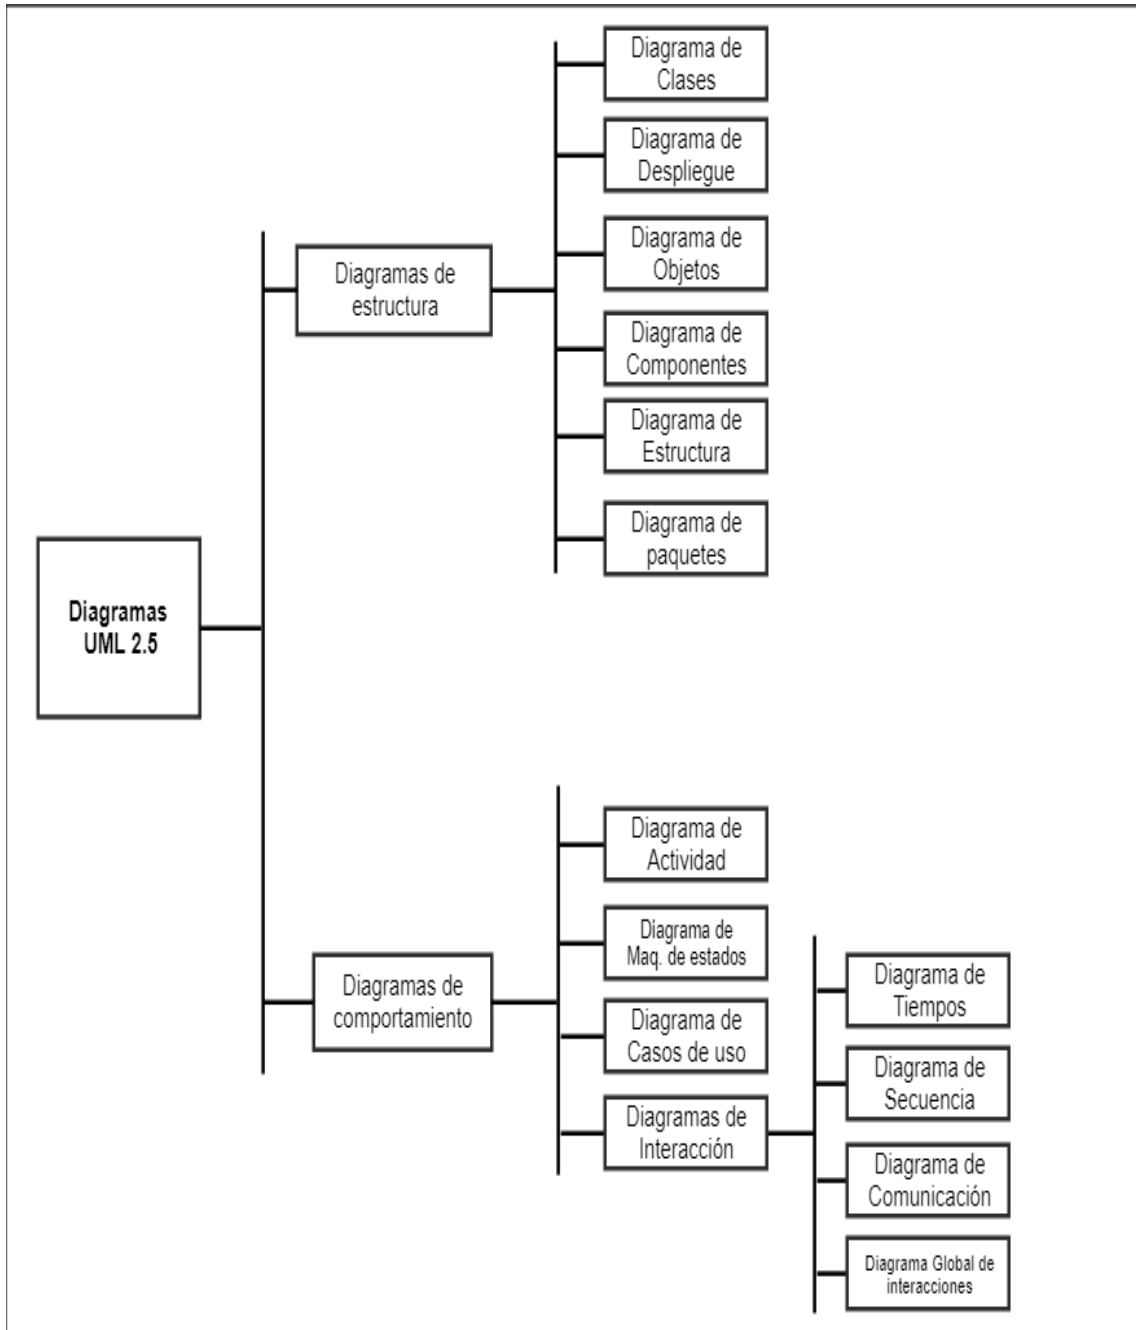 Diagrama de
Clases
Diagrama de
Despliegue
Diagrama de
Objetos
Diagramas de
estructura
Diagrama de
Componentes
Diagrama de
Estructura
Diagrama de
paquetes
Diagramas
UML 2.5
Diagrama de
Actividad
Diagrama de
Maq. de estados
Diagramas de
comportamiento
Diagrama de
Casos de uso
Diagramas de
Interacción
Diagrama de
Tiempos
Diagrama de
Secuencia
Diagrama de
Comunicación
Diagrama Global de
interacciones